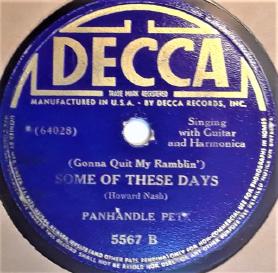 DECCA
TRADE MARK REGISTERED
MANUFACTURED IN U.S.A. - BY DECCA RECORDS, INC.
(64028)
Singing
with Guitar
and Harmonica
(Gonna Quit My Ramblin')
SOME OF THESE DAYS
(Howard Nash)
PANHANDLE PETE
5567 B